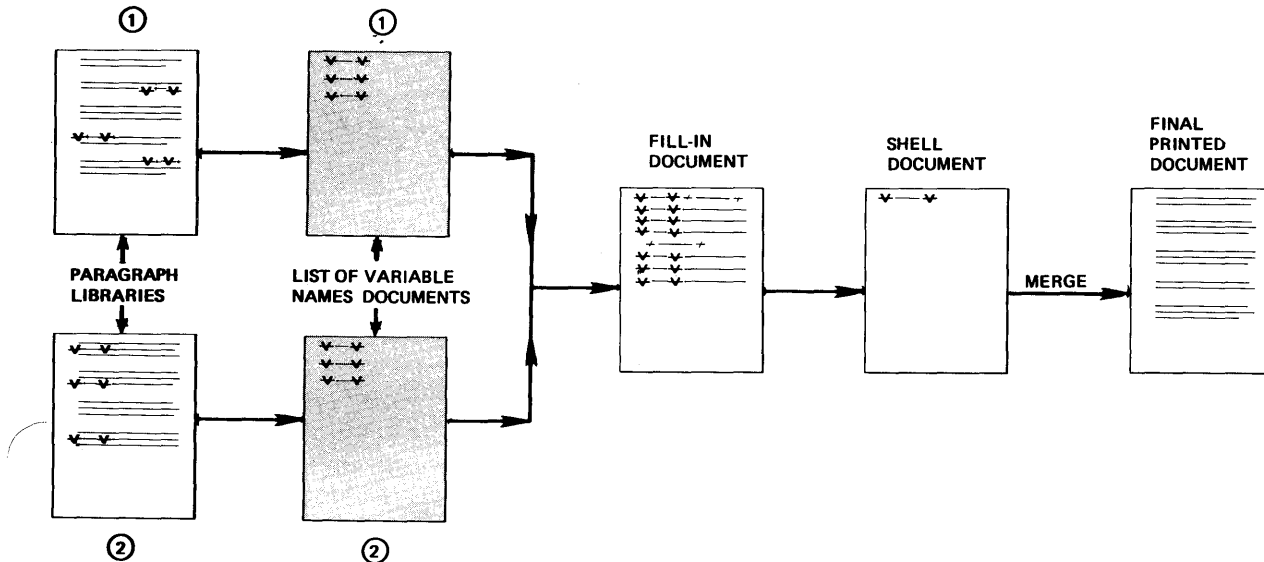 ①
①
PARAGRAPH
LIBRARIES
LIST OF VARIABLE
NAMES DOCUMENTS
FILL-IN
DOCUMENT
SHELL
DOCUMENT
MERGE
FINAL
PRINTED
DOCUMENT
②
②